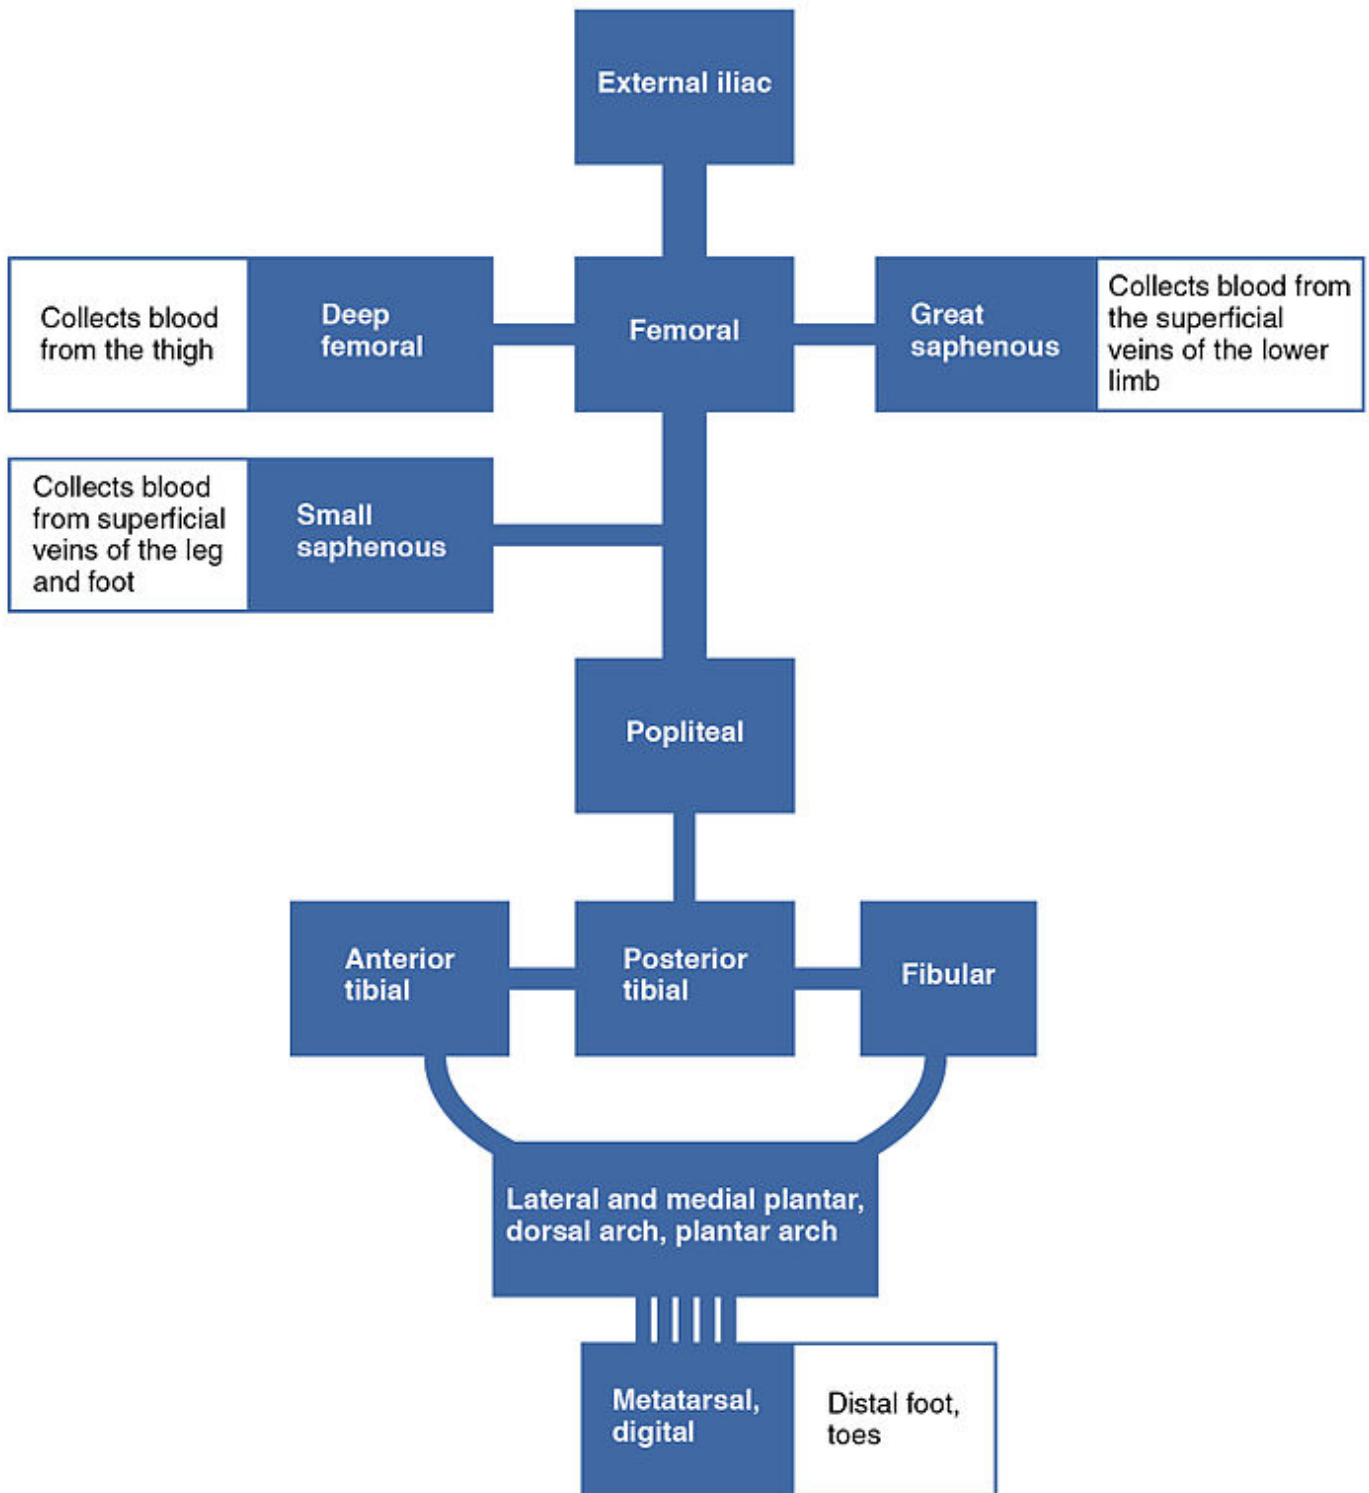 External iliac
Collects blood
from the thigh
Deep
femoral
Femoral
Great
saphenous
Collects blood from
the superficial
veins of the lower
limb
Collects blood
from superficial
veins of the leg
and foot
Small
saphenous
Popliteal
Anterior
tibial
Posterior
tibial
Fibular
Lateral and medial plantar,
dorsal arch, plantar arch
Metatarsal,
digital
Distal foot,
toes